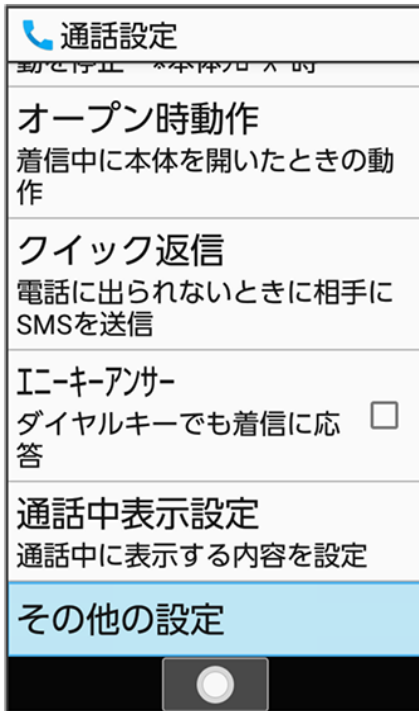 通話設定
オープン時動作
着信中に本体を開いたときの動
作
クイック返信
電話に出られないときに相手に
SMSを送信
エニーキーアンサー
ダイヤルキーでも着信に応
答
通話中表示設定
通話中に表示する内容を設定
その他の設定